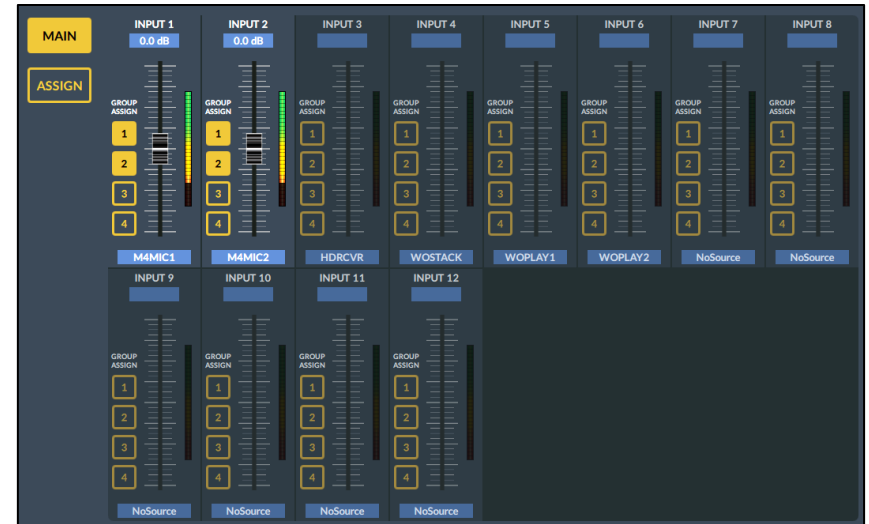 MAIN
ASSIGN
INPUT 1
INPUT 2
INPUT 3
INPUT 4
INPUT 5
INPUT 6
INPUT 7
INPUT 8
0.0 dB
0.0 dB
GROUP ASSIGN
1
2
3
4
GROUP ASSIGN
1
2
3
4
GROUP ASSIGN
1
2
3
4
GROUP ASSIGN
1
2
3
4
GROUP ASSIGN
1
2
3
4
GROUP ASSIGN
1
2
3
4
GROUP ASSIGN
1
2
3
4
GROUP ASSIGN
1
2
3
4
M4MIC1
M4MIC2
HDRCVR
WOSTACK
WOPLAY1
WOPLAY2
NoSource
NoSource
INPUT 9
INPUT 10
INPUT 11
INPUT 12
GROUP ASSIGN
1
2
3
4
GROUP ASSIGN
1
2
3
4
GROUP ASSIGN
1
2
3
4
GROUP ASSIGN
1
2
3
4
NoSource
NoSource
NoSource
NoSource